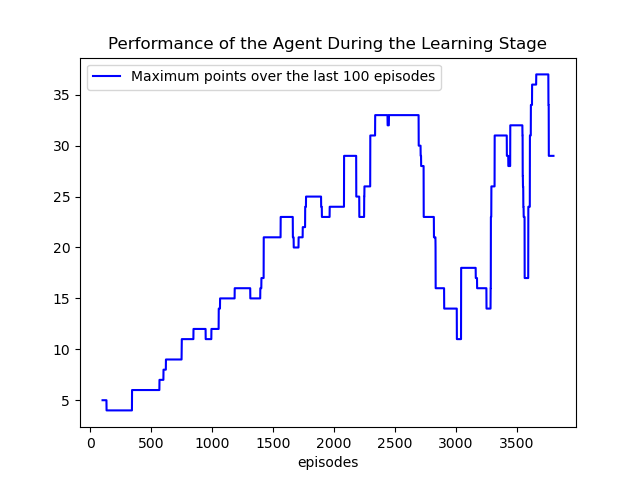 Performance of the Agent During the Learning Stage
Maximum points over the last 100 episodes
35
30
25
20
15
10
5
0 500 1000 1500 2000 2500 3000 3500
episodes